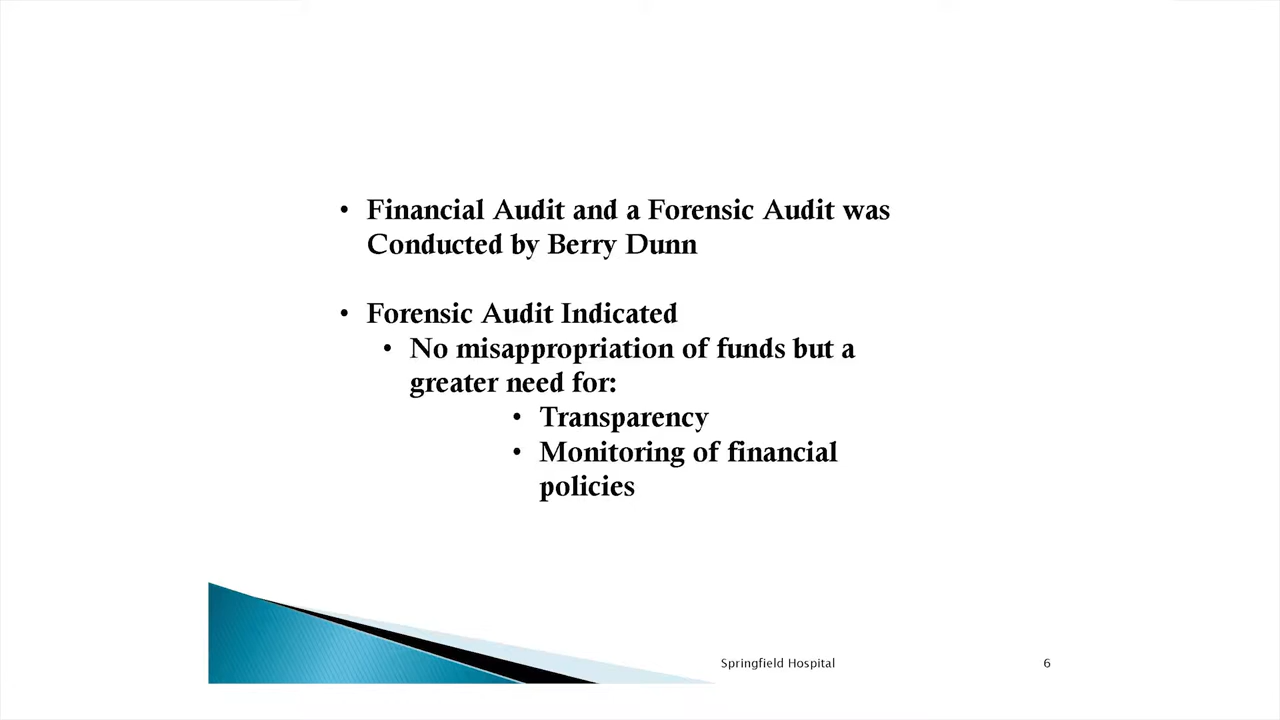 • Financial Audit and a Forensic Audit was
Conducted by Berry Dunn
• Forensic Audit Indicated
• No misappropriation of funds but a
greater need for:
• Transparency
• Monitoring of financial
policies
Springfield Hospital
6